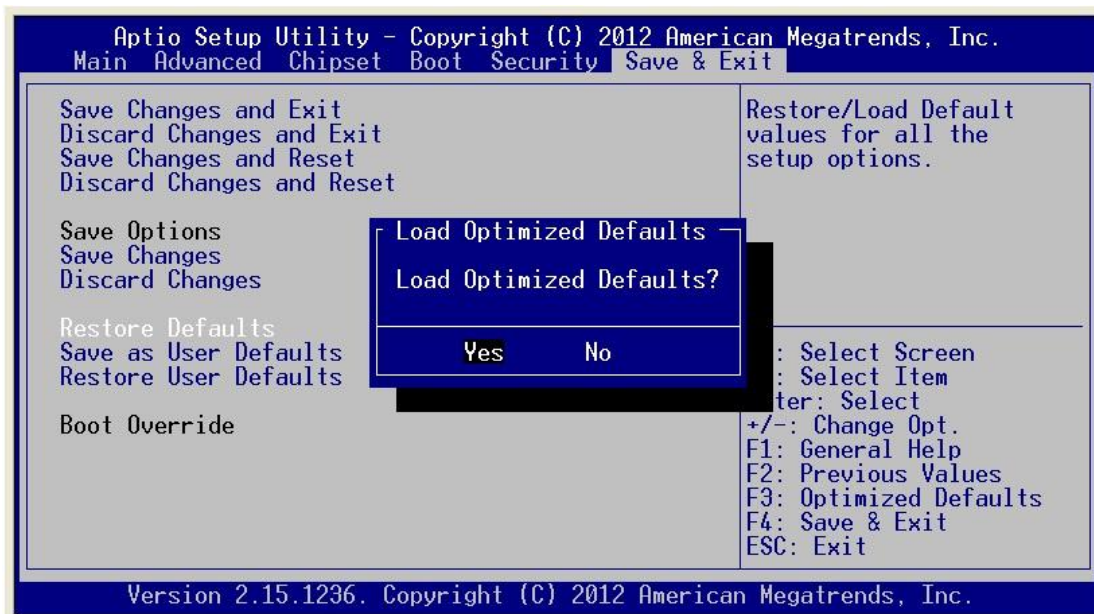 Aptio Setup Utility – Copyright (C) 2012 American Megatrends, Inc.
Main Advanced Chipset Boot Security Save & Exit
Save Changes and Exit
Discard Changes and Exit
Save Changes and Reset
Discard Changes and Reset
Save Options
Save Changes
Discard Changes
Restore Defaults
Save as User Defaults
Restore User Defaults
Boot Override
Load Optimized Defaults
Load Optimized Defaults?
Yes No
Restore/Load Default
values for all the
setup options.
: Select Screen
: Select Item
ter: Select
+/-: Change Opt.
F1: General Help
F2: Previous Values
F3: Optimized Defaults
F4: Save & Exit
ESC: Exit
Version 2.15.1236. Copyright (C) 2012 American Megatrends, Inc.